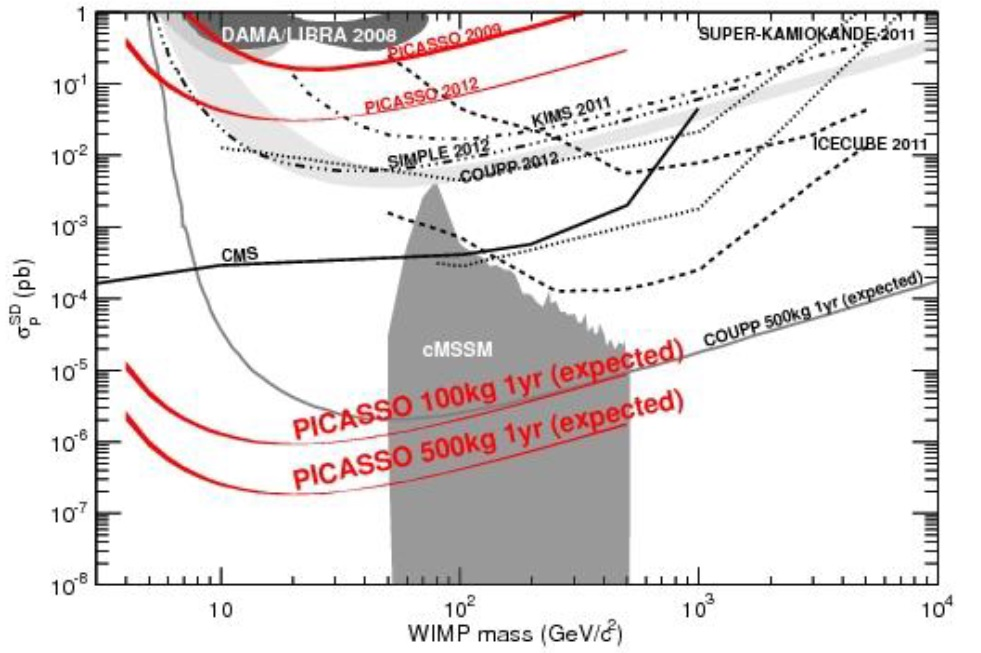 1
10⁻¹
10⁻²
10⁻³
10⁻⁴
10⁻⁵
10⁻⁶
10⁻⁷
10⁻⁸
σₚˢᴰ (pb)
DAMA/LIBRA 2008
PICASSO 2009
SUPER-KAMIOKANDE 2011
PICASSO 2012
KIMS 2011
SIMPLE 2012
COUPP 2012
ICECUBE 2011
CMS
COUPP 500kg 1yr (expected)
cMSSM
PICASSO 100kg 1yr (expected)
PICASSO 500kg 1yr (expected)
10
10²
10³
10⁴
WIMP mass (GeV/c²)